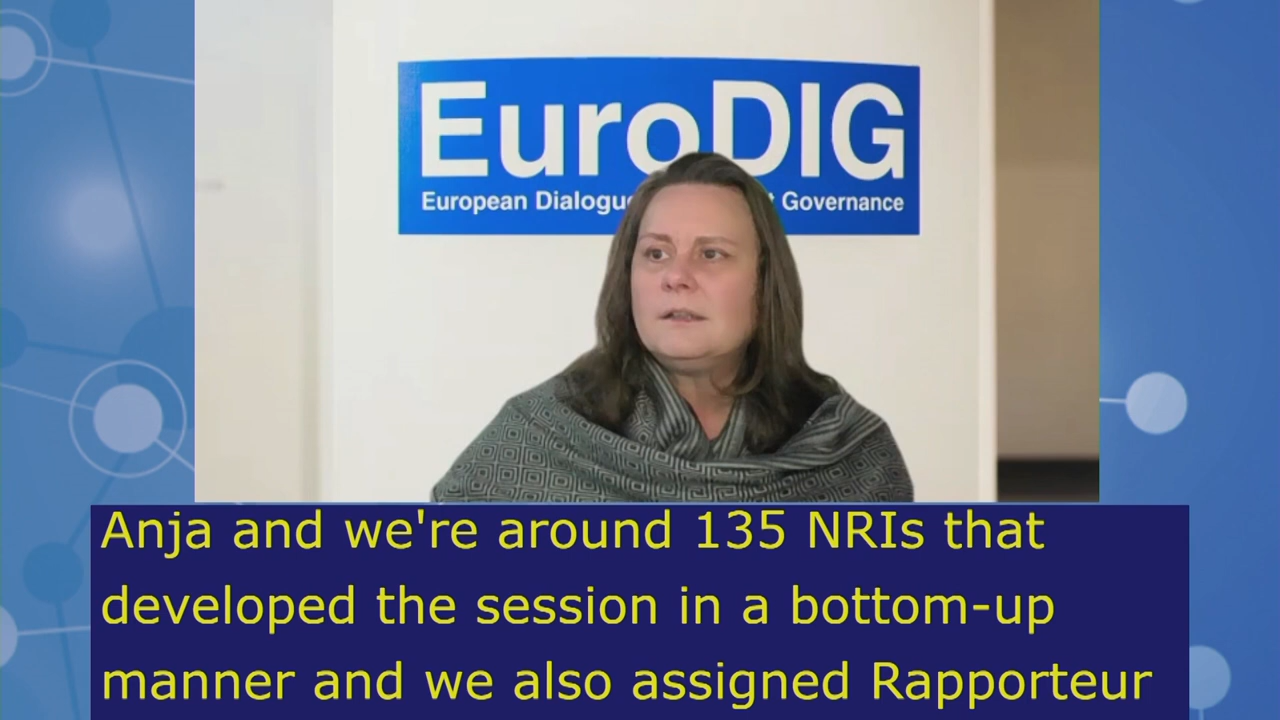 EuroDIG
European Dialogu t Governance
Anja and we're around 135 NRIs that
developed the session in a bottom-up
manner and we also assigned Rapporteur